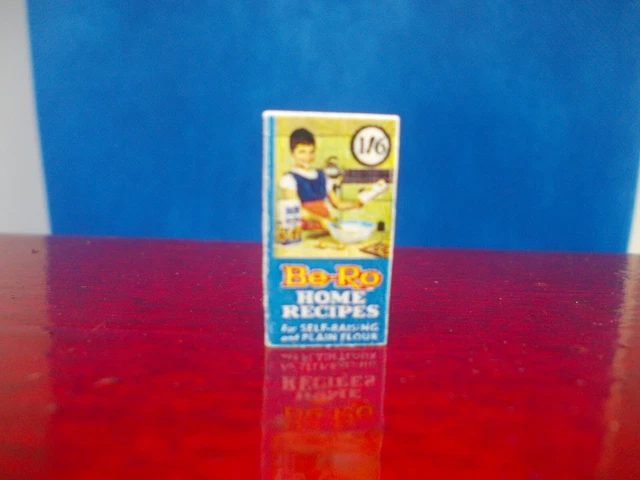 1/6
Be-Ro
HOME
RECIPES
for SELF-RAISING
and PLAIN FLOUR